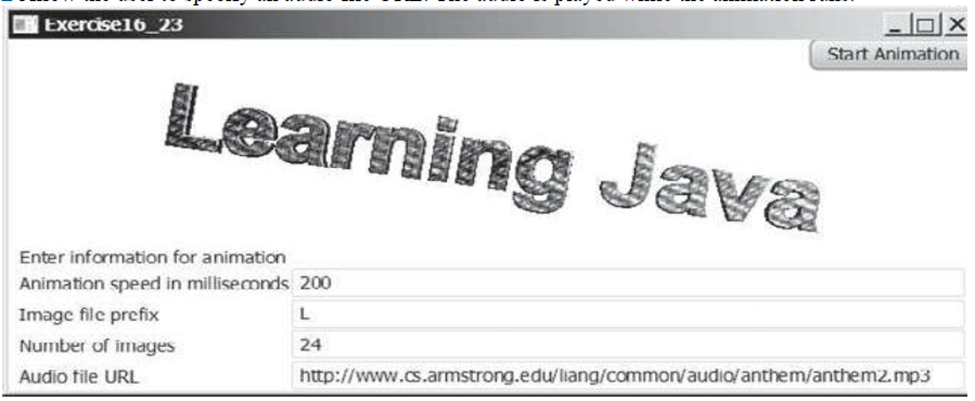 Exercise16_23
Start Animation
Learning Java
Enter information for animation
Animation speed in milliseconds 200
Image file prefix L
Number of images 24
Audio file URL http://www.cs.armstrong.edu/liang/common/audio/anthem/anthem2.mp3